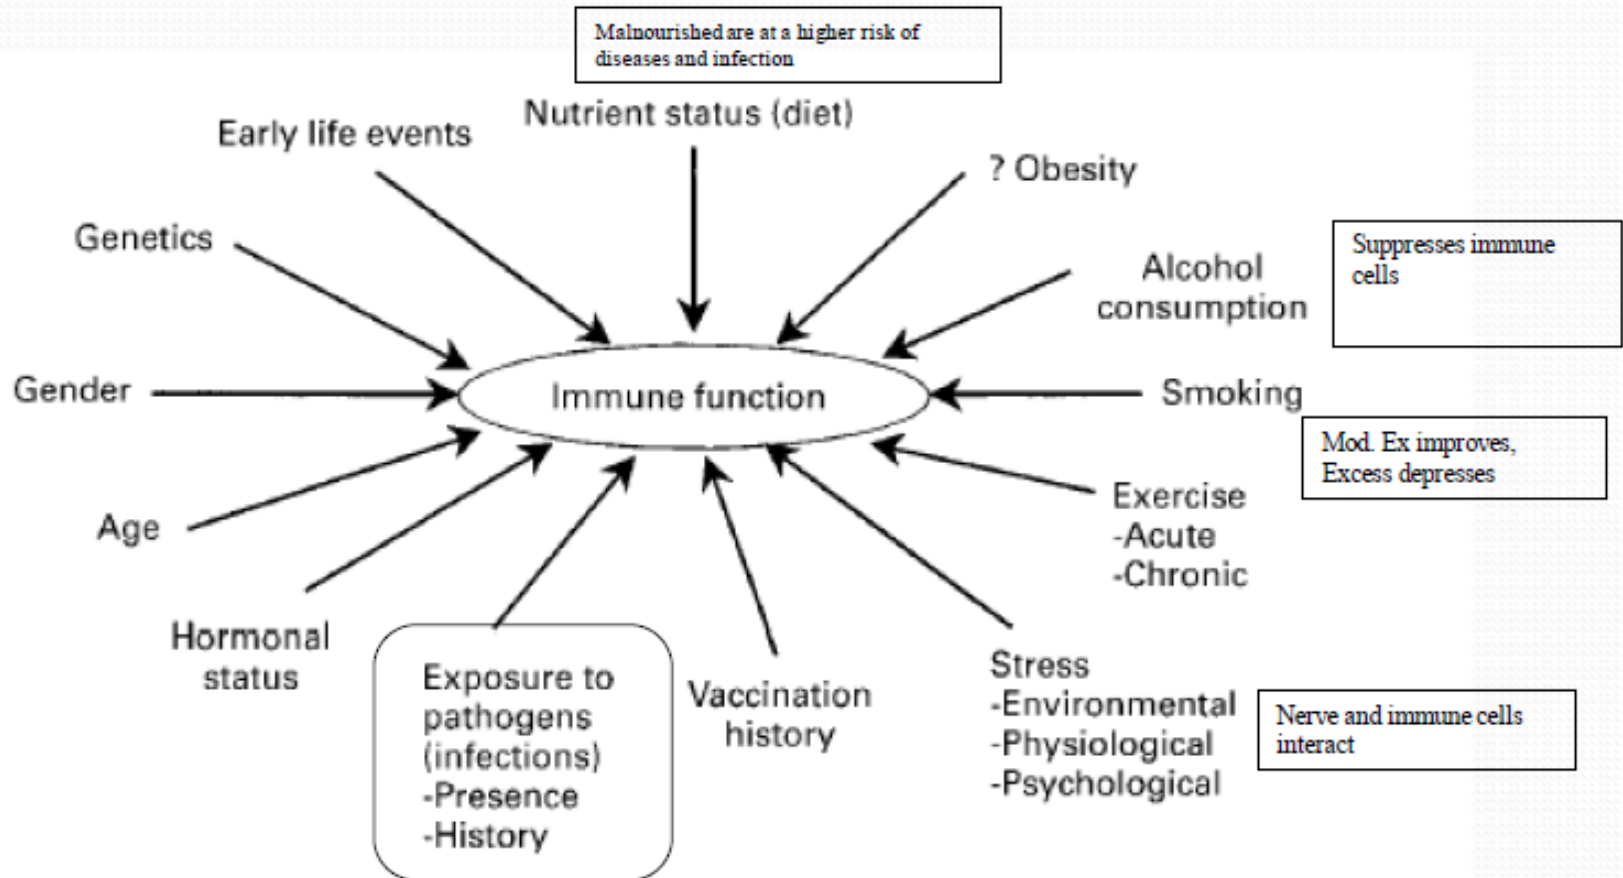 Malnourished are at a higher risk of
diseases and infection
Nutrient status (diet)
Early life events
? Obesity
Genetics
Alcohol
consumption
Suppresses immune
cells
Gender
Immune function
Smoking
Mod. Ex improves,
Excess depresses
Age
Exercise
-Acute
-Chronic
Hormonal
status
Exposure to
pathogens
(infections)
-Presence
-History
Vaccination
history
Stress
-Environmental
-Physiological
-Psychological
Nerve and immune cells
interact